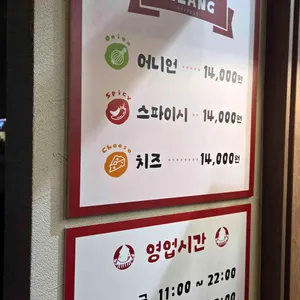 Onion
어니언 ········ 14,000원
Spicy
스파이시 ·· 14,000원
Cheese
치즈 ········ 14,000원
영업시간
11:00 ~ 22:00